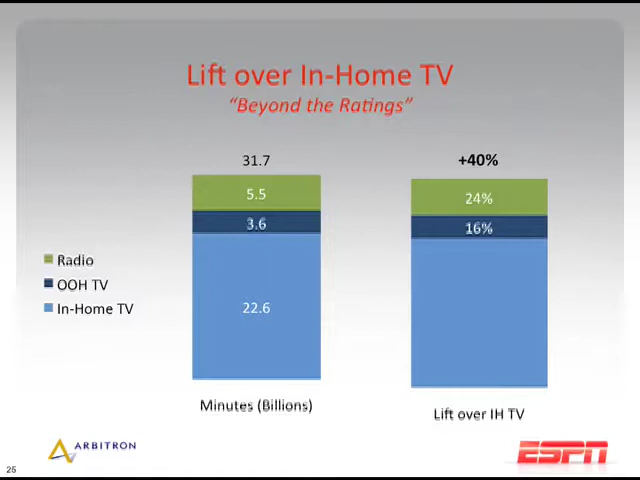 Lift over In-Home TV
“Beyond the Ratings”
31.7
+40%
5.5
24%
3.6
16%
Radio
OOH TV
In-Home TV
22.6
Minutes (Billions)
Lift over IH TV
ARBITRON
ESPN
25